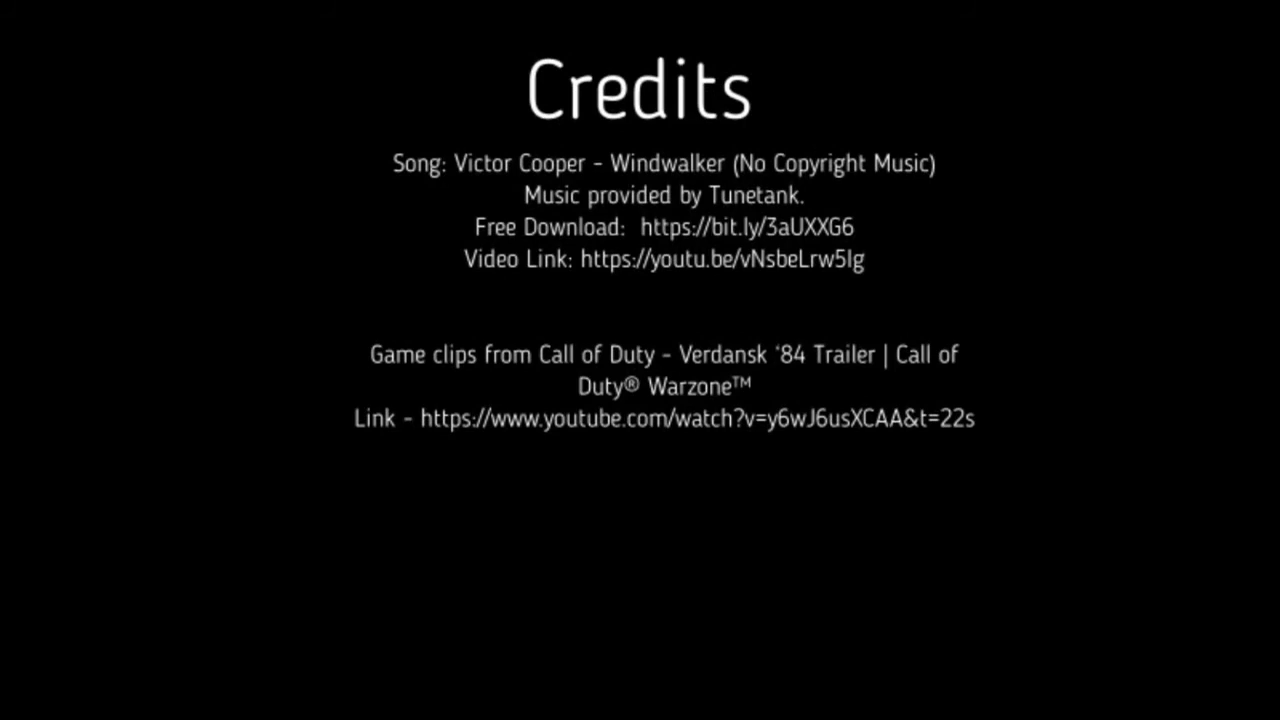 Credits
Song: Victor Cooper - Windwalker (No Copyright Music)
Music provided by Tunetank.
Free Download:  https://bit.ly/3aUXXG6
Video Link: https://youtu.be/vNsbeLrw5Ig
Game clips from Call of Duty - Verdansk ‘84 Trailer | Call of
Duty® Warzone™
Link - https://www.youtube.com/watch?v=y6wJ6usXCAA&t=22s